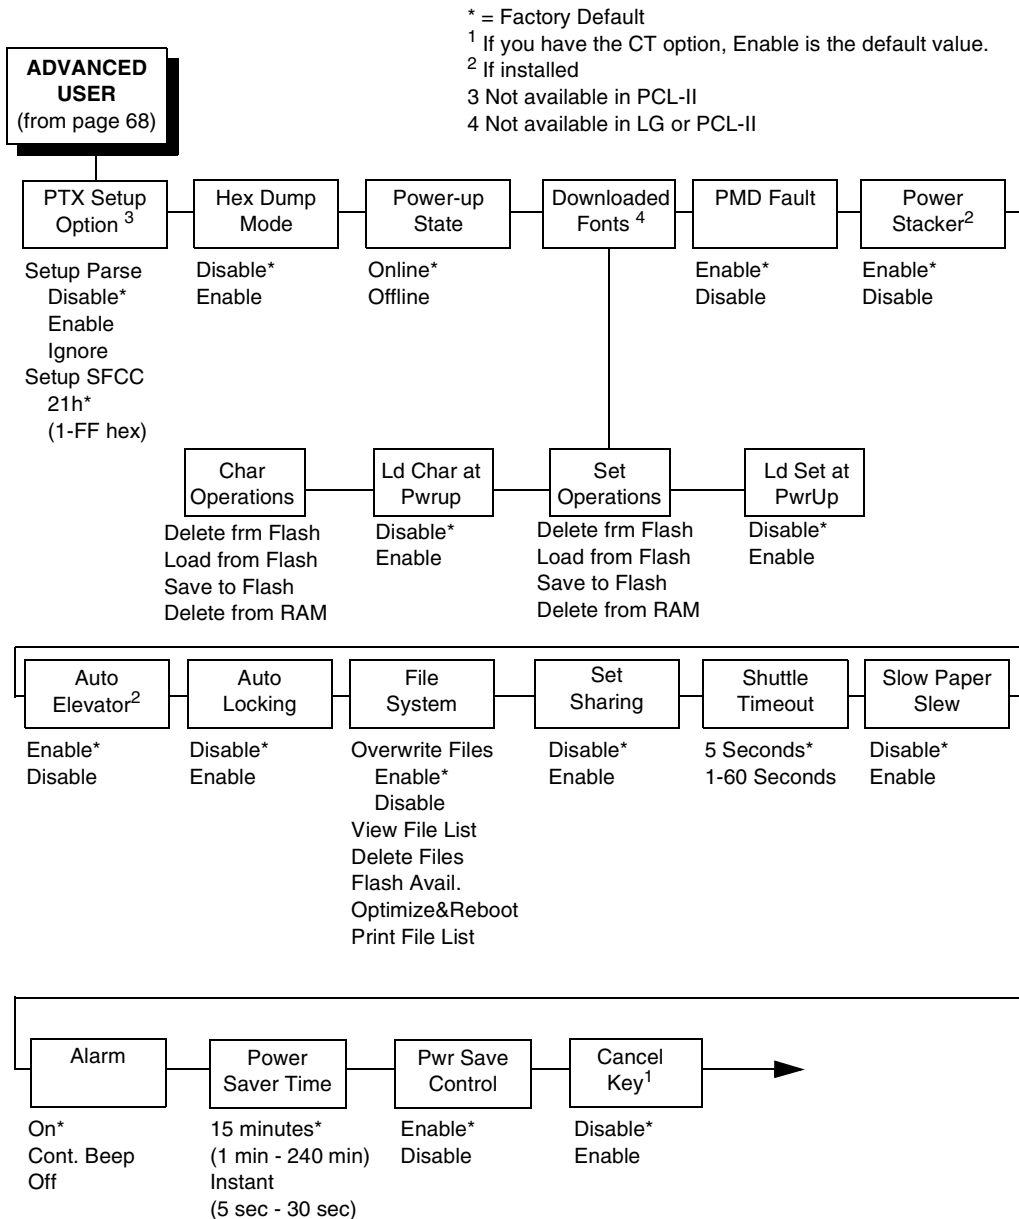 * = Factory Default
1 If you have the CT option, Enable is the default value.
2 If installed
3 Not available in PCL-II
4 Not available in LG or PCL-II
ADVANCED
USER
(from page 68)
PTX Setup
Option 3
Setup Parse
Disable*
Enable
Ignore
Setup SFCC
21h*
(1-FF hex)
Hex Dump
Mode
Disable*
Enable
Power-up
State
Online*
Offline
Downloaded
Fonts 4
PMD Fault
Enable*
Disable
Power
Stacker2
Enable*
Disable
Char
Operations
Delete frm Flash
Load from Flash
Save to Flash
Delete from RAM
Ld Char at
Pwrup
Disable*
Enable
Set
Operations
Delete frm Flash
Load from Flash
Save to Flash
Delete from RAM
Ld Set at
PwrUp
Disable*
Enable
Auto
Elevator2
Enable*
Disable
Auto
Locking
Disable*
Enable
File
System
Overwrite Files
Enable*
Disable
View File List
Delete Files
Flash Avail.
Optimize&Reboot
Print File List
Set
Sharing
Disable*
Enable
Shuttle
Timeout
5 Seconds*
1-60 Seconds
Slow Paper
Slew
Disable*
Enable
Alarm
On*
Cont. Beep
Off
Power
Saver Time
15 minutes*
(1 min - 240 min)
Instant
(5 sec - 30 sec)
Pwr Save
Control
Enable*
Disable
Cancel
Key1
Disable*
Enable